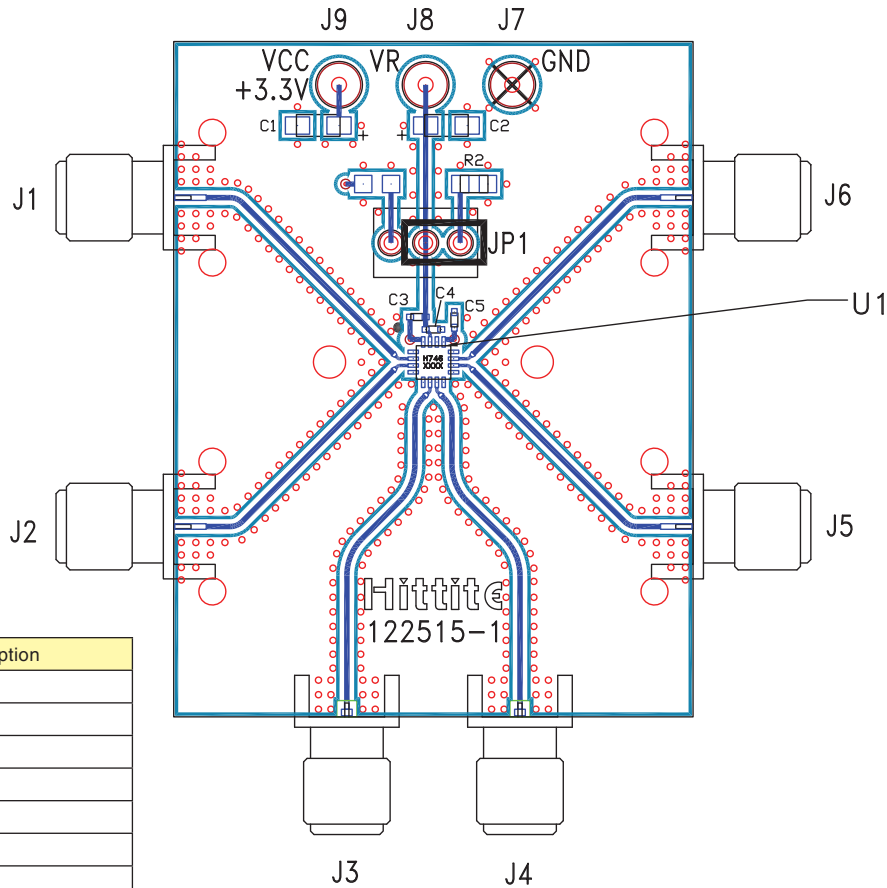 J9
J8
J7
VCC
+3.3V
VR
GND
C1
+
+
C2
R2
J1
J6
JP1
C3
C4
C5
U1
H746
XXXX
J2
J5
Hittite
122515-1
ption
J3
J4